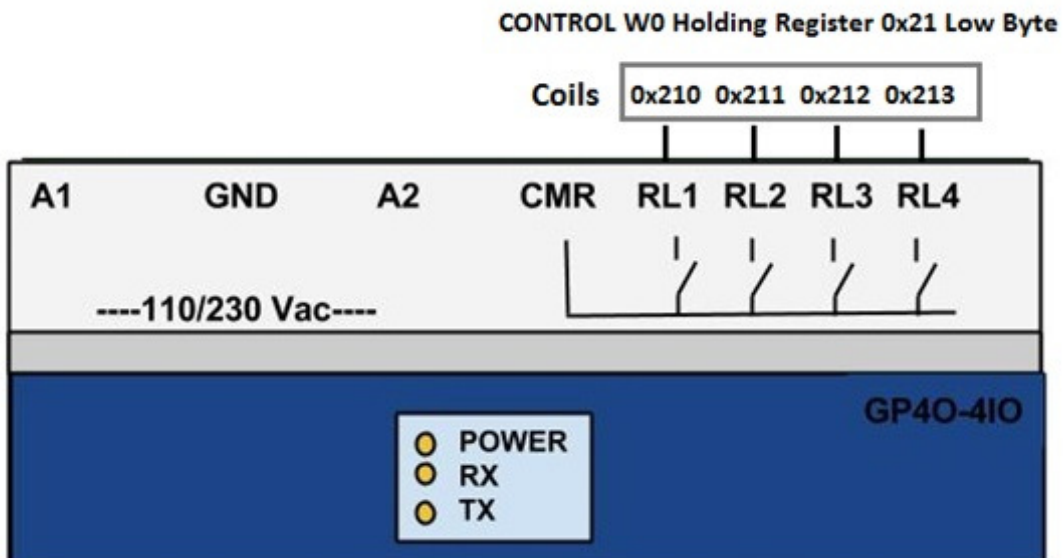 CONTROL W0 Holding Register 0x21 Low Byte
Coils 0x210 0x211 0x212 0x213
A1 GND A2 CMR RL1 RL2 RL3 RL4
----110/230 Vac----
GP4O-4IO
POWER
RX
TX